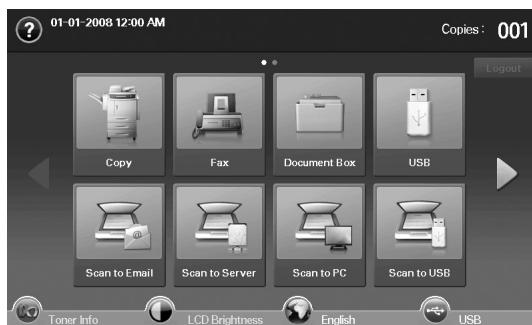 ?
01-01-2008 12:00 AM
Copies : 001
Logout
Copy Fax Document Box USB
@
Scan to Email Scan to Server Scan to PC Scan to USB
Toner Info LCD Brightness English USB